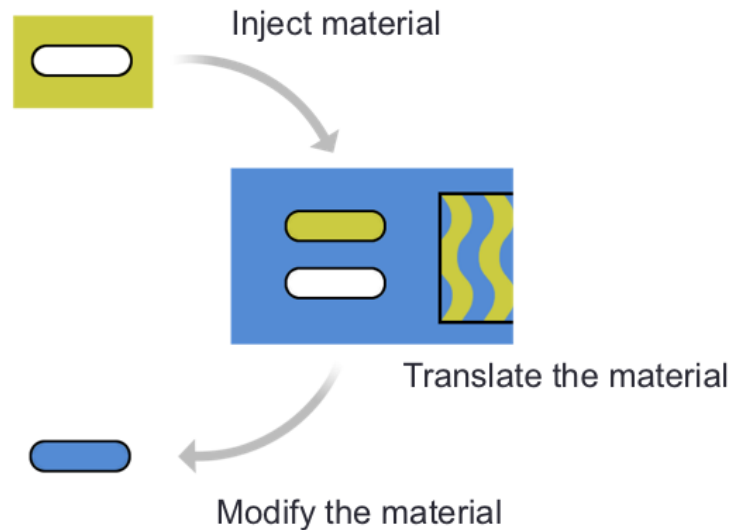 Inject material
Translate the material
Modify the material